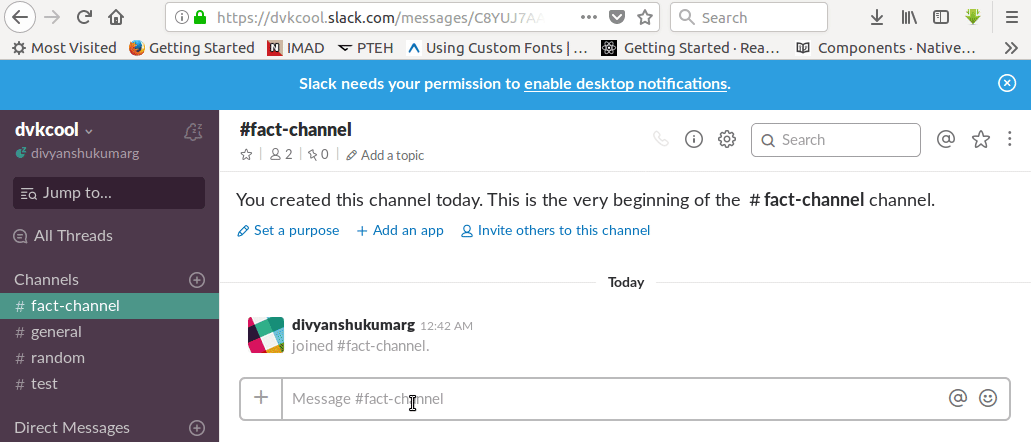 https://dvkcool.slack.com/messages/C8YUJ7AA
Search
Most Visited Getting Started IMAD PTEH Using Custom Fonts | ... Getting Started · Rea... Components · Native...
Slack needs your permission to enable desktop notifications.
dvkcool
divyanshukumarg
Jump to...
All Threads
Channels
# fact-channel
# general
# random
# test
Direct Messages
#fact-channel
2 0 Add a topic
Search
You created this channel today. This is the very beginning of the # fact-channel channel.
Set a purpose + Add an app Invite others to this channel
Today
divyanshukumarg 12:42 AM
joined #fact-channel.
+ Message #fact-channel @